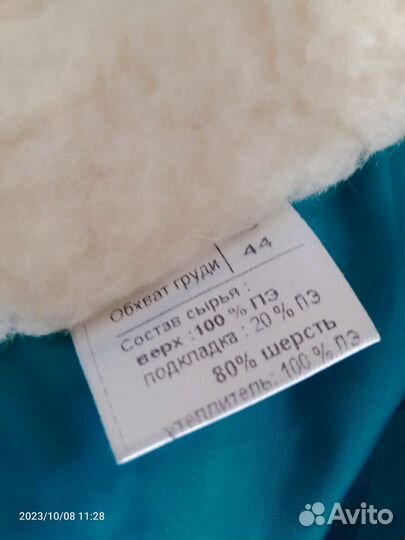 Обхват груди 44
Состав сырья :
верх :100 % ПЭ
подкладка : 20 % ПЭ
80% шерсть
утеплитель: 100 % ПЭ
2023/10/08 11:28
Avito